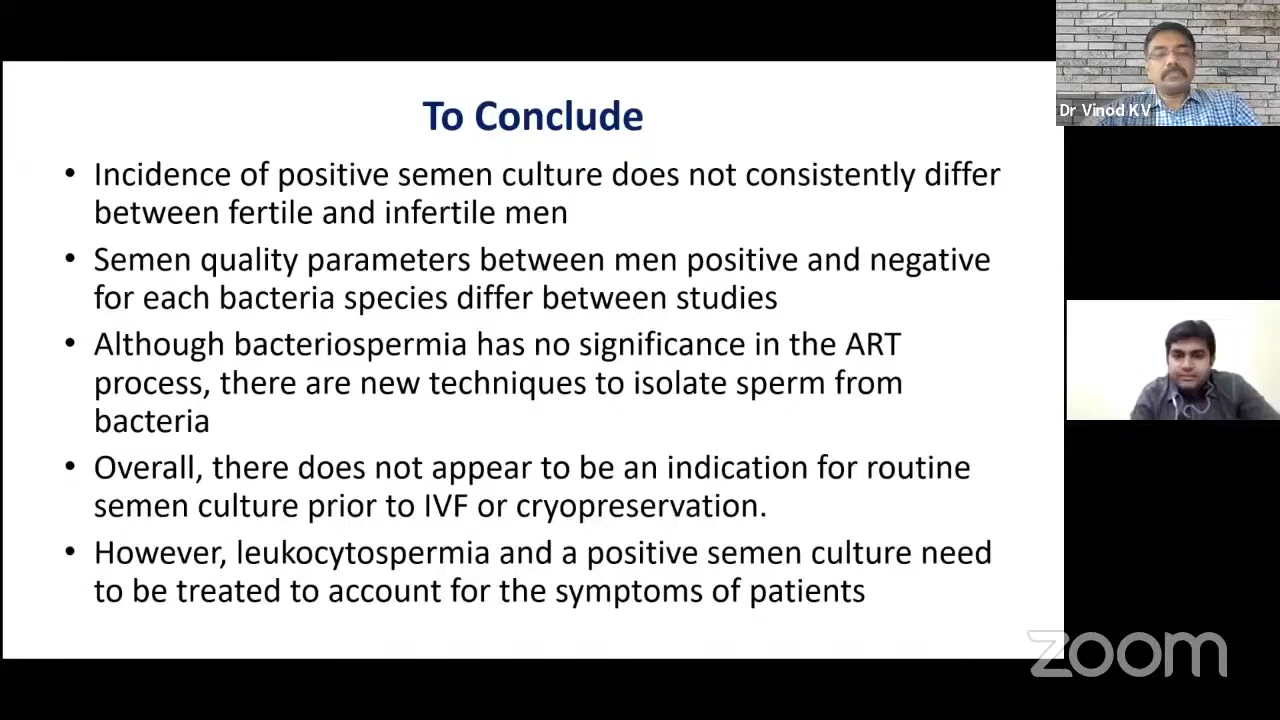 To Conclude
• Incidence of positive semen culture does not consistently differ
between fertile and infertile men
• Semen quality parameters between men positive and negative
for each bacteria species differ between studies
• Although bacteriospermia has no significance in the ART
process, there are new techniques to isolate sperm from
bacteria
• Overall, there does not appear to be an indication for routine
semen culture prior to IVF or cryopreservation.
• However, leukocytospermia and a positive semen culture need
to be treated to account for the symptoms of patients
Dr Vinod KV
zoom